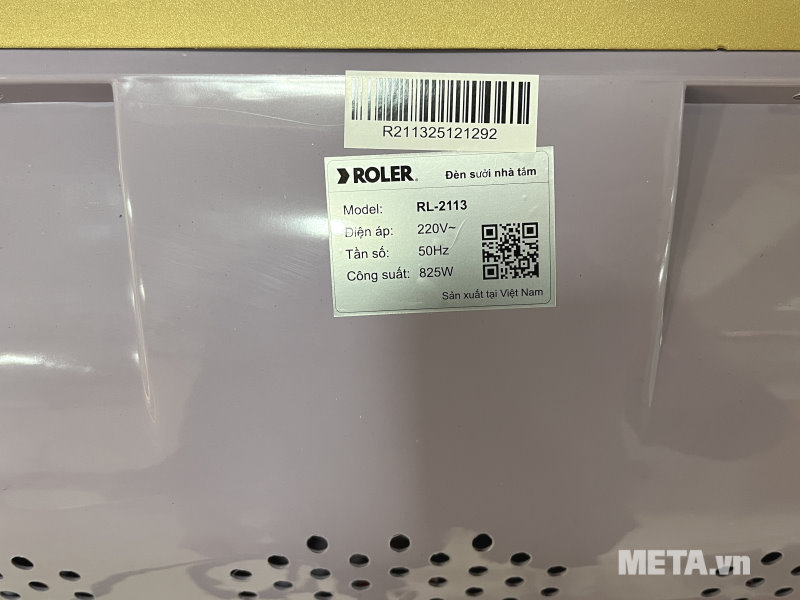 R211325121292
ROLER® Đèn sưởi nhà tắm
Model: RL-2113
Điện áp: 220V~
Tần số: 50Hz
Công suất: 825W
Sản xuất tại Việt Nam
META.vn